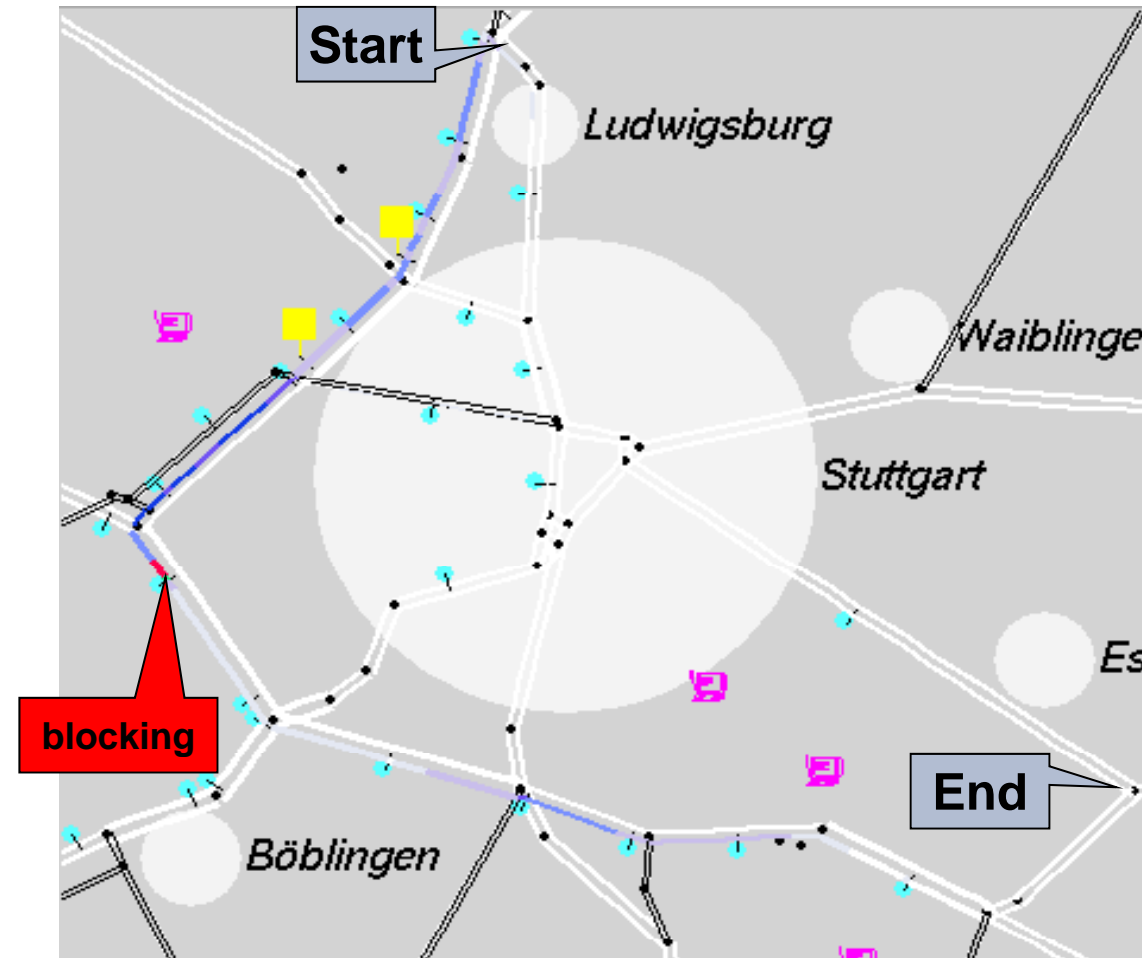 Start
Ludwigsburg
Waiblinge
Stuttgart
Es
blocking
End
Böblingen